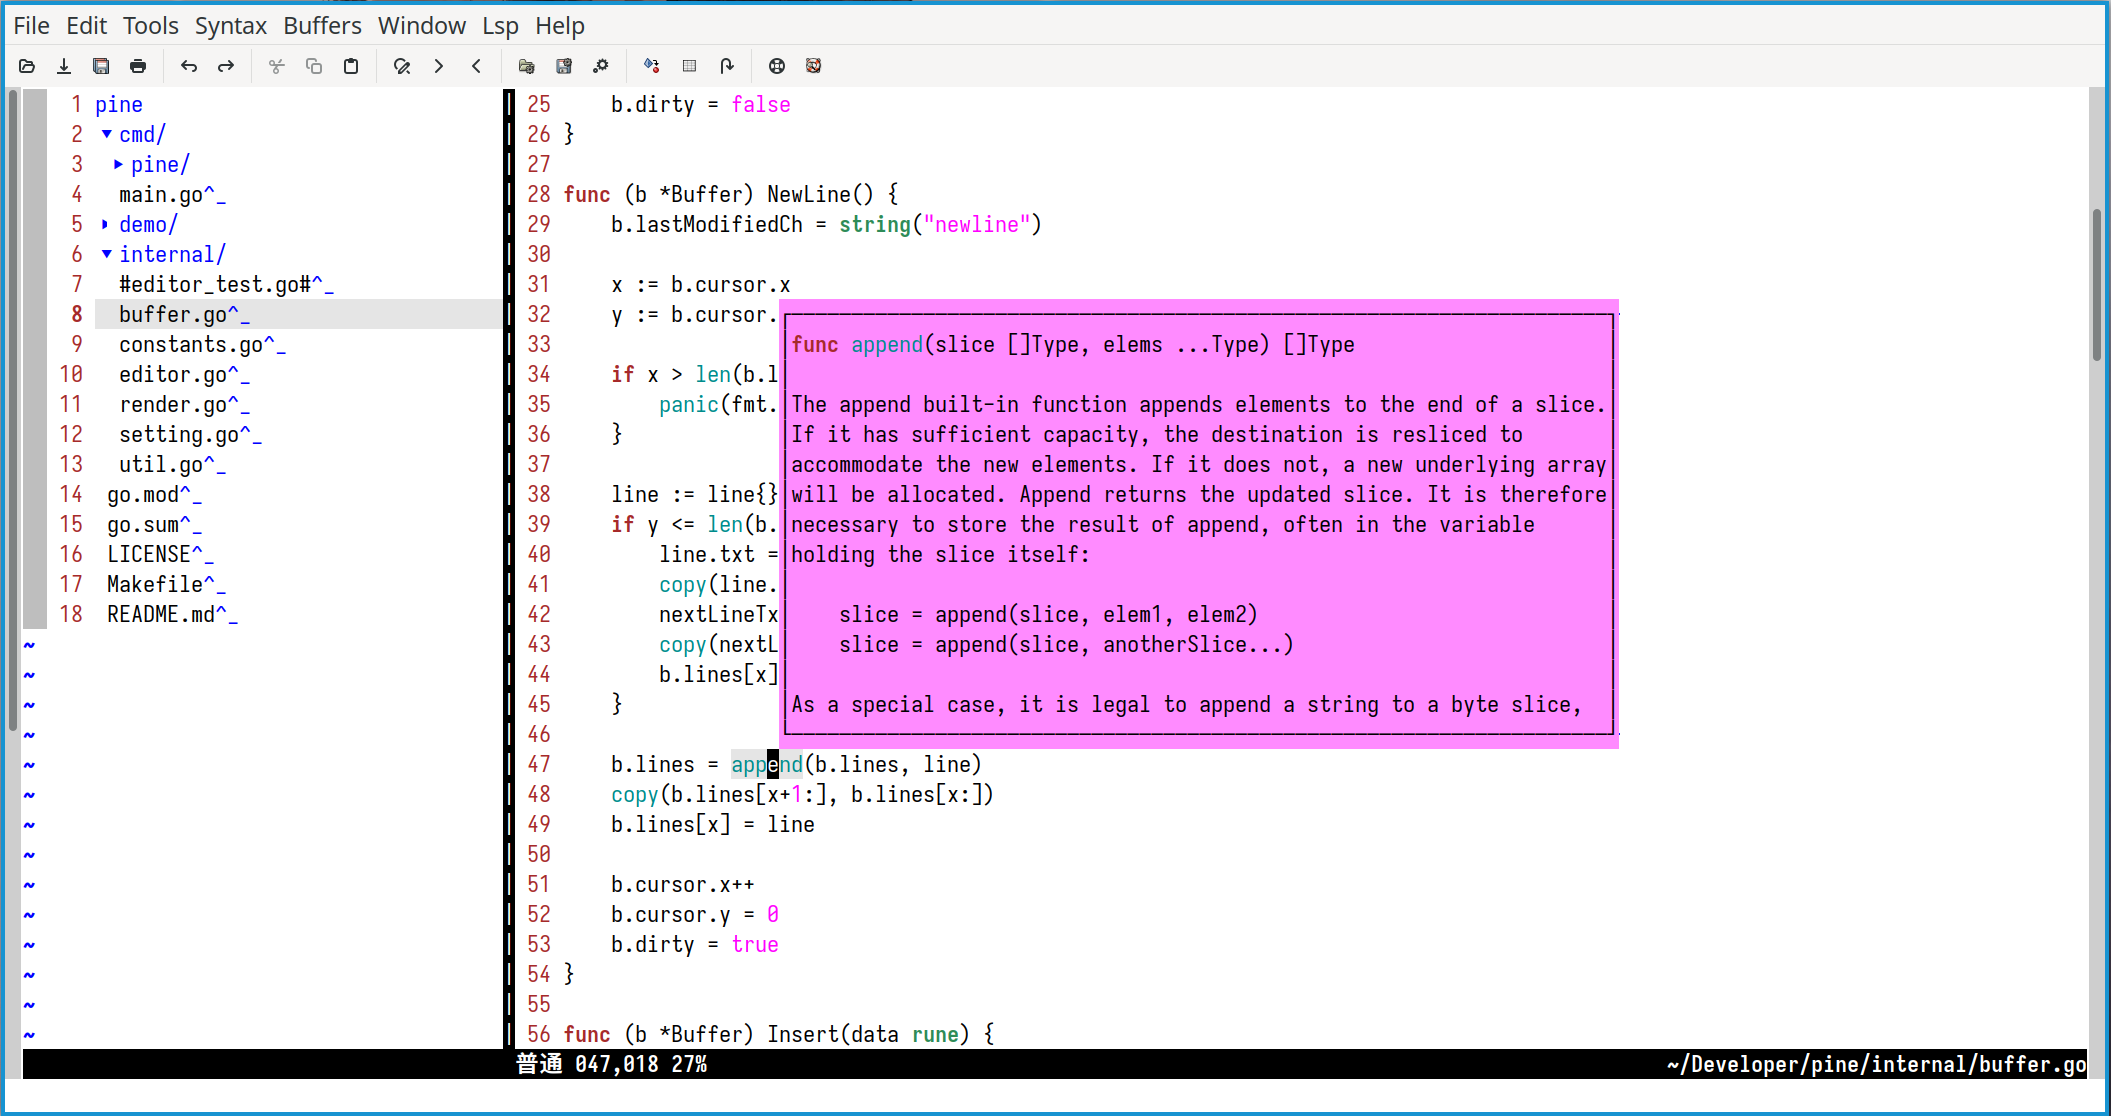 File Edit Tools Syntax Buffers Window Lsp Help
1 pine
2 ▾cmd/
3 ▸pine/
4 main.go^_
5 ▸demo/
6 ▾internal/
7 #editor_test.go#^_
8 buffer.go^_
9 constants.go^_
10 editor.go^_
11 render.go^_
12 setting.go^_
13 util.go^_
14 go.mod^_
15 go.sum^_
16 LICENSE^_
17 Makefile^_
18 README.md^_
~
~
~
~
~
~
~
~
~
~
~
~
~
~
25     b.dirty = false
26 }
27
28 func (b *Buffer) NewLine() {
29     b.lastModifiedCh = string("newline")
30
31     x := b.cursor.x
32     y := b.cursor.
33
34     if x > len(b.l
35         panic(fmt.
36     }
37
38     line := line{}
39     if y <= len(b.
40         line.txt =
41         copy(line.
42         nextLineTx
43         copy(nextL
44         b.lines[x]
45     }
46
47     b.lines = append(b.lines, line)
48     copy(b.lines[x+1:], b.lines[x:])
49     b.lines[x] = line
50
51     b.cursor.x++
52     b.cursor.y = 0
53     b.dirty = true
54 }
55
56 func (b *Buffer) Insert(data rune) {
func append(slice []Type, elems ...Type) []Type
The append built-in function appends elements to the end of a slice.
If it has sufficient capacity, the destination is resliced to
accommodate the new elements. If it does not, a new underlying array
will be allocated. Append returns the updated slice. It is therefore
necessary to store the result of append, often in the variable
holding the slice itself:
    slice = append(slice, elem1, elem2)
    slice = append(slice, anotherSlice...)
As a special case, it is legal to append a string to a byte slice,
普通 047,018 27%
~/Developer/pine/internal/buffer.go